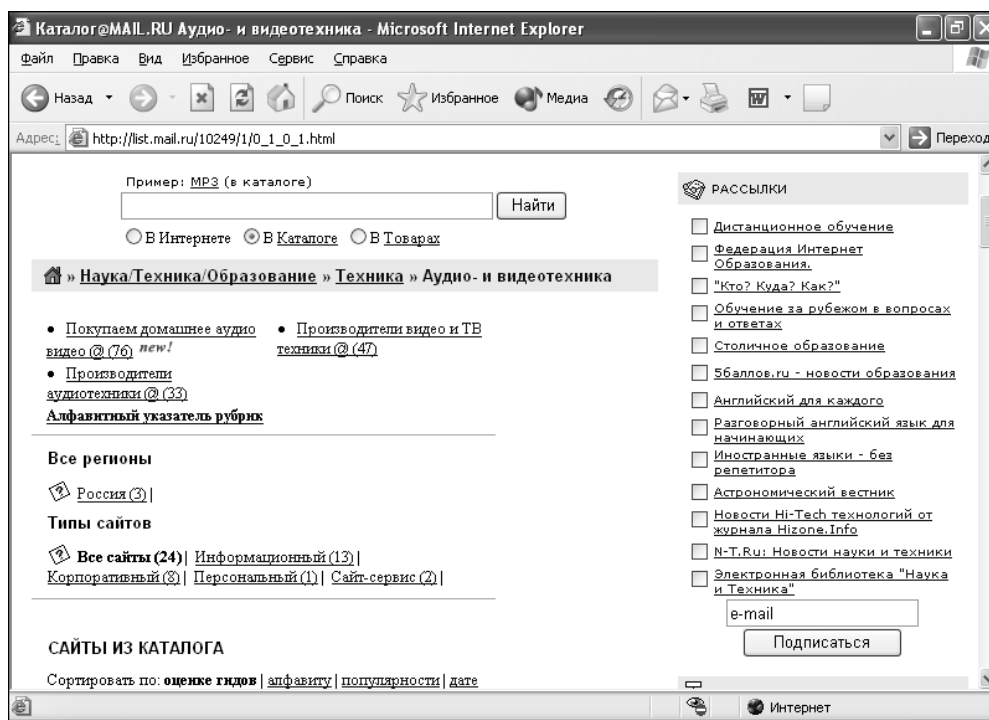 Каталог@MAIL.RU Аудио- и видеотехника - Microsoft Internet Explorer
Файл Правка Вид Избранное Сервис Справка
Назад Поиск Избранное Медиа
Адрес: http://list.mail.ru/10249/1/0_1_0_1.html Переход
Пример: MP3 (в каталоге)
Найти
В Интернете В Каталоге В Товарах
» Наука/Техника/Образование » Техника » Аудио- и видеотехника
• Покупаем домашнее аудио
видео @ (76) new!
• Производители
аудиотехники @ (33)
• Производители видео и ТВ
техники @ (47)
Алфавитный указатель рубрик
Все регионы
Россия (3) |
Типы сайтов
Все сайты (24) | Информационный (13) |
Корпоративный (8) | Персональный (1) | Сайт-сервис (2) |
САЙТЫ ИЗ КАТАЛОГА
Сортировать по: оценке гидов | алфавиту | популярности | дате
РАССЫЛКИ
Дистанционное обучение
Федерация Интернет
Образования.
"Кто? Куда? Как?"
Обучение за рубежом в вопросах
и ответах
Столичное образование
5баллов.ru - новости образования
Английский для каждого
Разговорный английский язык для
начинающих
Иностранные языки - без
репетитора
Астрономический вестник
Новости Hi-Tech технологий от
журнала Hizone.Info
N-T.Ru: Новости науки и техники
Электронная библиотека "Наука
и Техника"
e-mail
Подписаться
Интернет